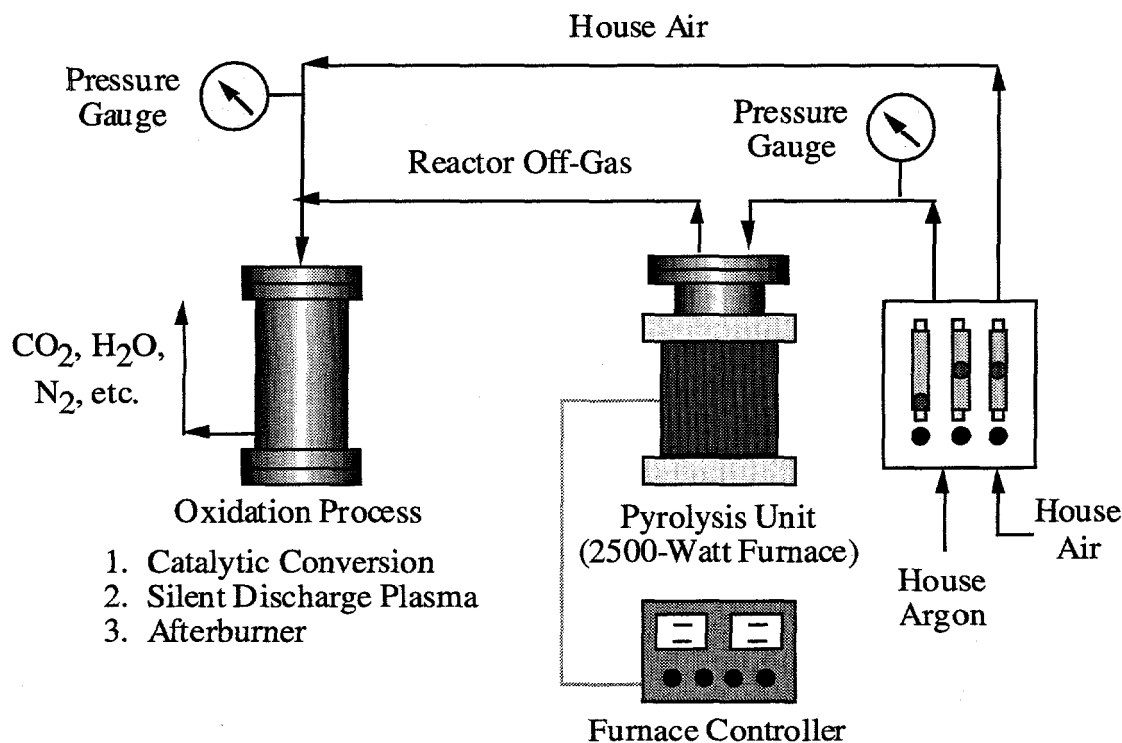 House Air
Pressure
Gauge
Pressure
Gauge
Reactor Off-Gas
CO2, H2O,
N2, etc.
Oxidation Process
1. Catalytic Conversion
2. Silent Discharge Plasma
3. Afterburner
Pyrolysis Unit
(2500-Watt Furnace)
House
Air
House
Argon
Furnace Controller